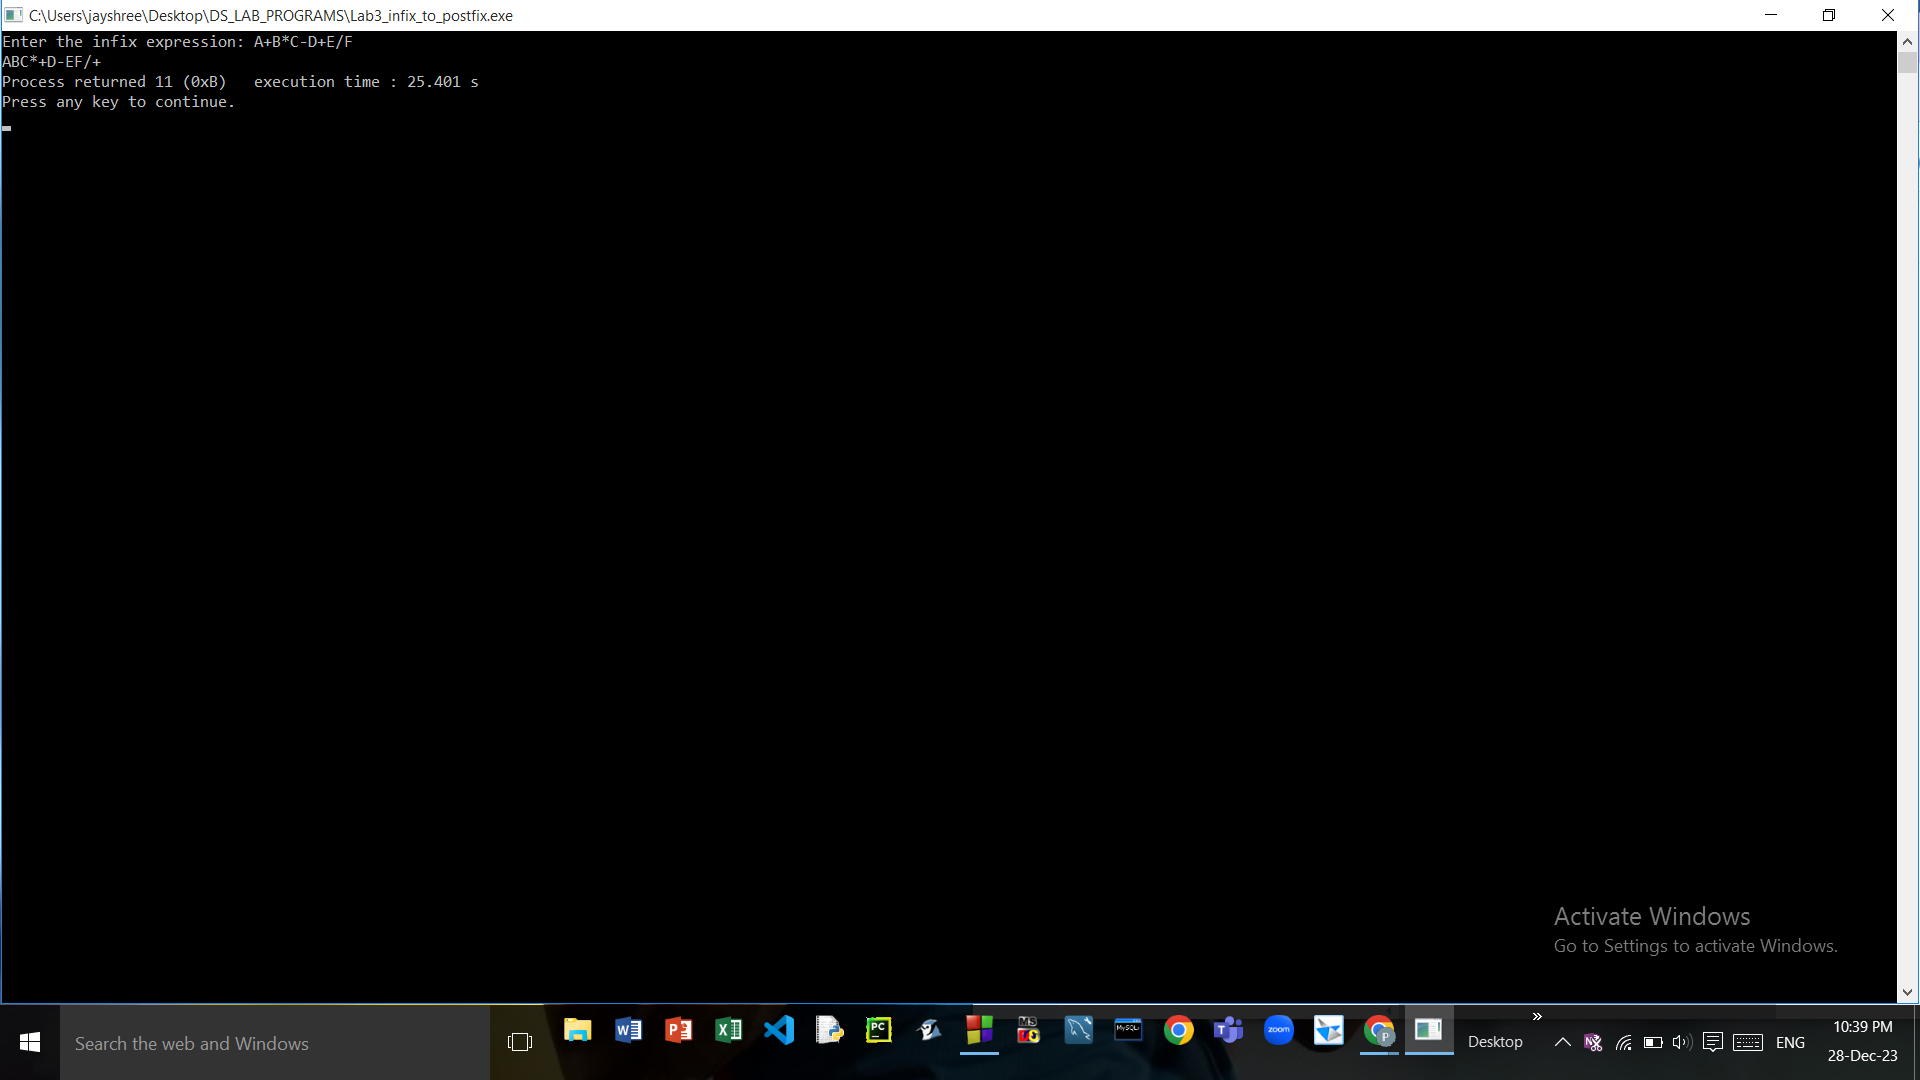 C:\Users\jayshree\Desktop\DS_LAB_PROGRAMS\Lab3_infix_to_postfix.exe
Enter the infix expression: A+B*C-D+E/F
ABC*+D-EF/+
Process returned 11 (0xB)   execution time : 25.401 s
Press any key to continue.
Activate Windows
Go to Settings to activate Windows.
Search the web and Windows
PC
MS
MySQL
zoom
P
Desktop
»
ENG
10:39 PM
28-Dec-23